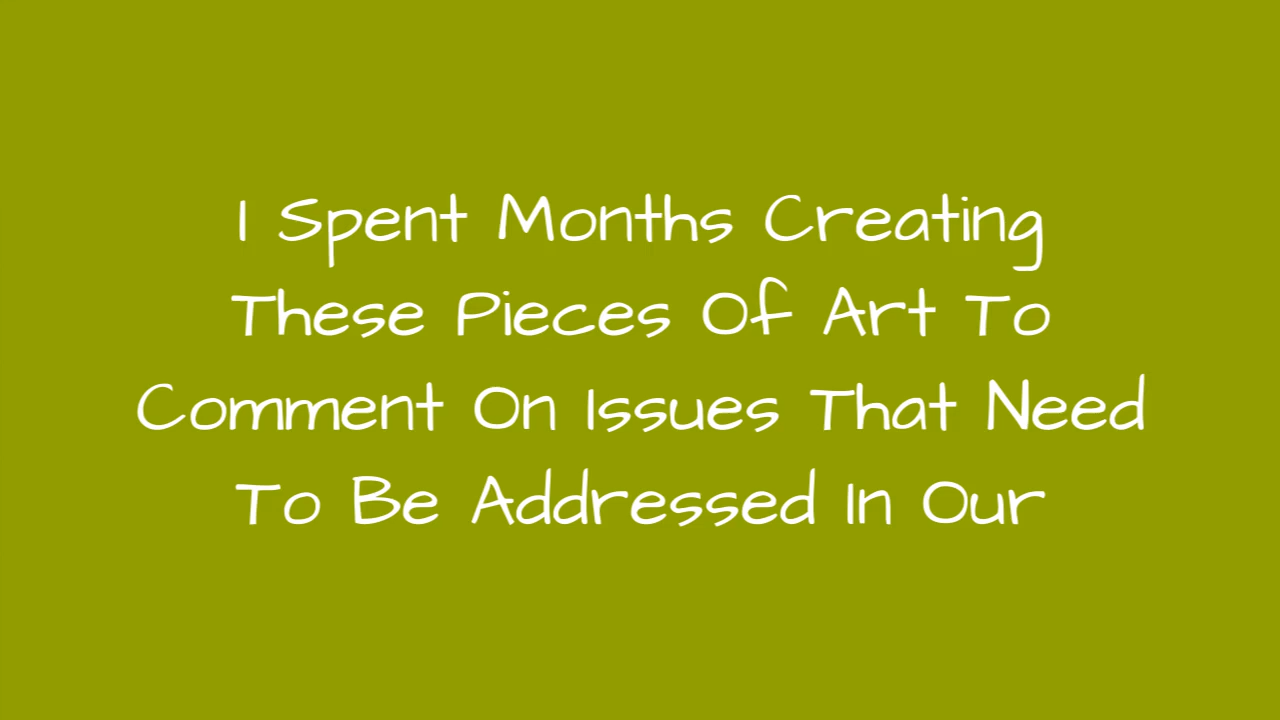 I Spent Months Creating
These Pieces Of Art To
Comment On Issues That Need
To Be Addressed In Our